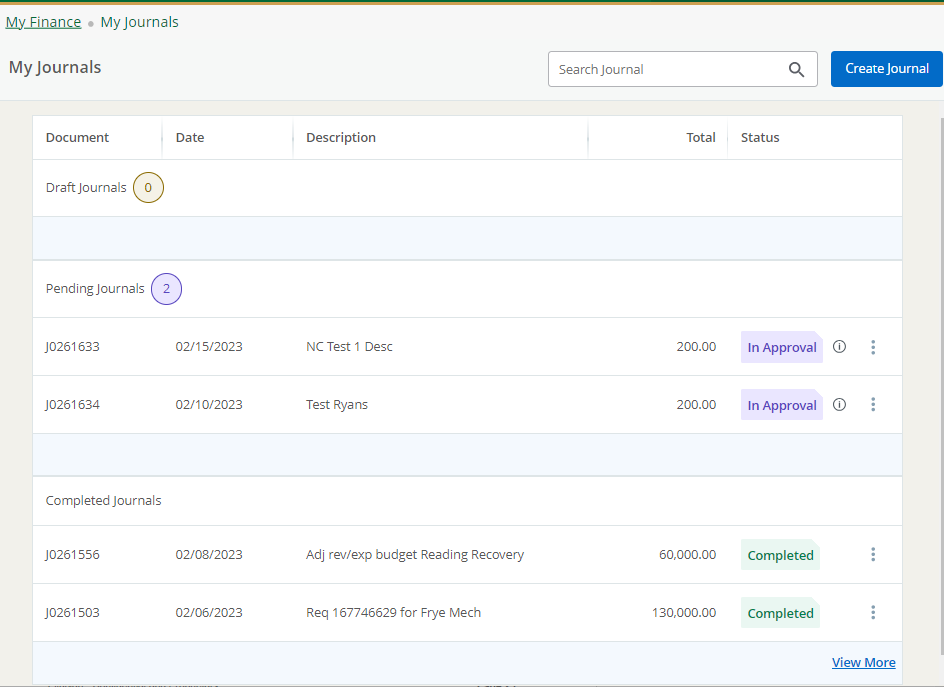 My Finance • My Journals
My Journals
Search Journal
Create Journal
Document Date Description Total Status
Draft Journals 0
Pending Journals 2
J0261633 02/15/2023 NC Test 1 Desc 200.00 In Approval
J0261634 02/10/2023 Test Ryans 200.00 In Approval
Completed Journals
J0261556 02/08/2023 Adj rev/exp budget Reading Recovery 60,000.00 Completed
J0261503 02/06/2023 Req 167746629 for Frye Mech 130,000.00 Completed
View More